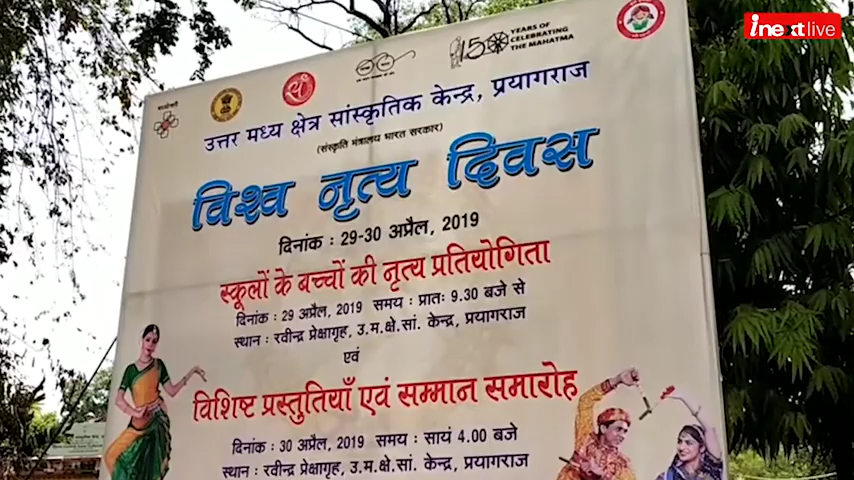 inextlive
150 YEARS OF
CELEBRATING
THE MAHATMA
उत्तर मध्य क्षेत्र सांस्कृतिक केन्द्र, प्रयागराज
(संस्कृति मंत्रालय भारत सरकार)
विश्व नृत्य दिवस
दिनांक : 29-30 अप्रैल, 2019
स्कूलों के बच्चों की नृत्य प्रतियोगिता
दिनांक : 29 अप्रैल, 2019 समय : प्रातः 9.30 बजे से
स्थान : रवीन्द्र प्रेक्षागृह, उ.म.क्षे.सां. केन्द्र, प्रयागराज
एवं
विशिष्ट प्रस्तुतियाँ एवं सम्मान समारोह
दिनांक : 30 अप्रैल, 2019 समय : सायं 4.00 बजे
स्थान : रवीन्द्र प्रेक्षागृह, उ.म.क्षे.सां. केन्द्र, प्रयागराज